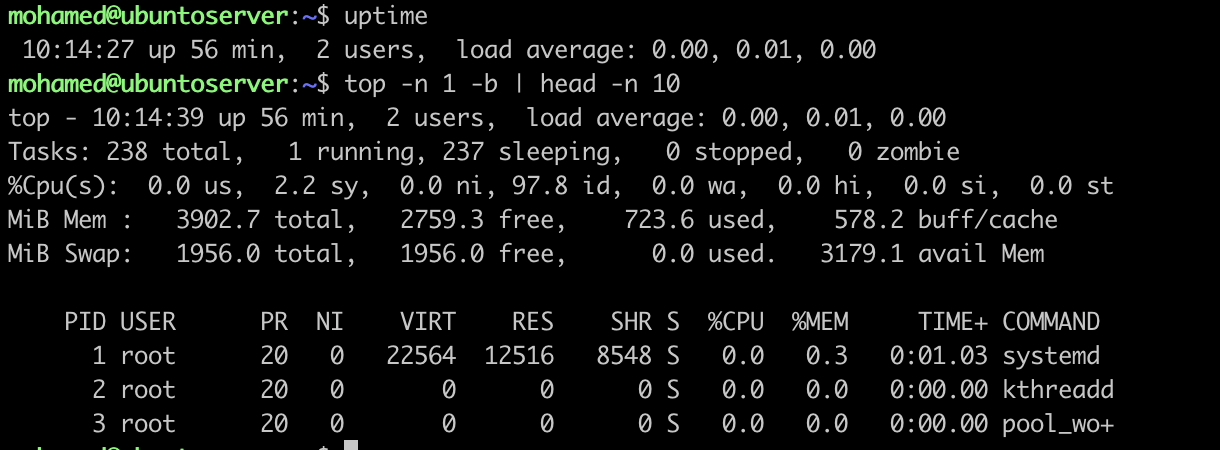 mohamed@ubuntoserver:~$ uptime
 10:14:27 up 56 min,  2 users,  load average: 0.00, 0.01, 0.00
mohamed@ubuntoserver:~$ top -n 1 -b | head -n 10
top - 10:14:39 up 56 min,  2 users,  load average: 0.00, 0.01, 0.00
Tasks: 238 total,   1 running, 237 sleeping,   0 stopped,   0 zombie
%Cpu(s):  0.0 us,  2.2 sy,  0.0 ni, 97.8 id,  0.0 wa,  0.0 hi,  0.0 si,  0.0 st
MiB Mem :   3902.7 total,   2759.3 free,    723.6 used,    578.2 buff/cache
MiB Swap:   1956.0 total,   1956.0 free,      0.0 used.   3179.1 avail Mem

    PID USER      PR  NI    VIRT    RES    SHR S  %CPU  %MEM     TIME+ COMMAND
      1 root      20   0   22564  12516   8548 S   0.0   0.3   0:01.03 systemd
      2 root      20   0       0      0      0 S   0.0   0.0   0:00.00 kthreadd
      3 root      20   0       0      0      0 S   0.0   0.0   0:00.00 pool_wo+